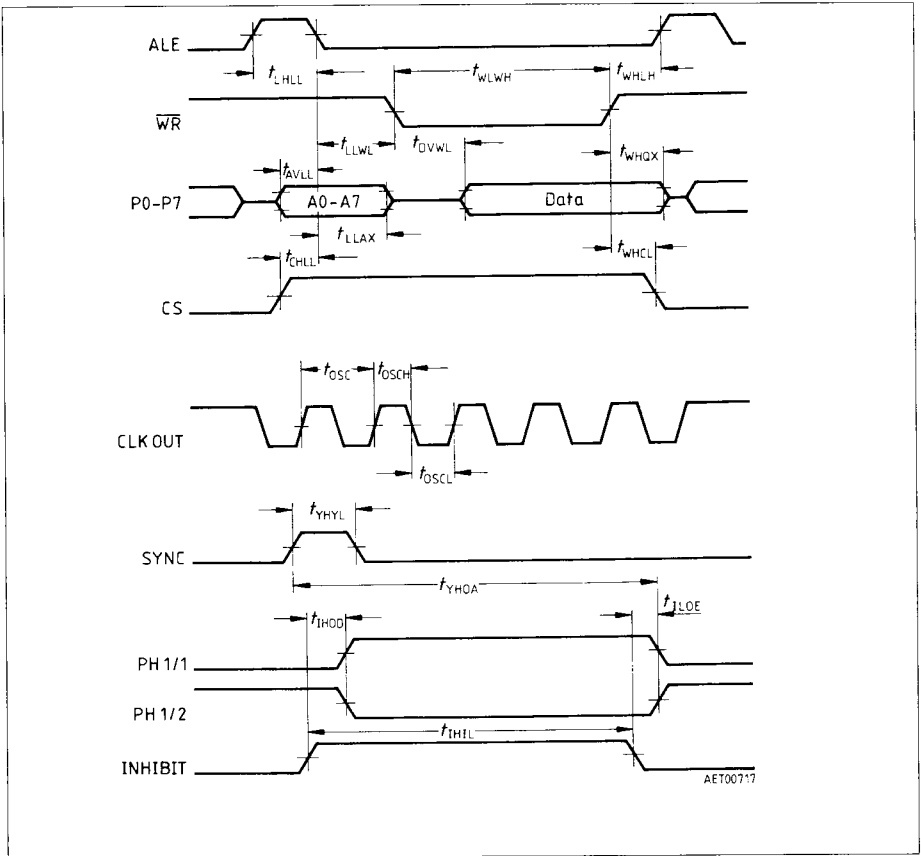 ALE
tLHLL
tWLWH
tWHLH
WR
tLLWL
tDVWL
tWHQX
tAVLL
P0-P7
A0-A7
Data
tLLAX
tWHCL
tCHLL
CS
tOSC
tOSCH
CLK OUT
tOSCL
tYHYL
SYNC
tYHOA
tIHOD
tILOE
PH 1/1
PH 1/2
tIHIL
INHIBIT
AET00717